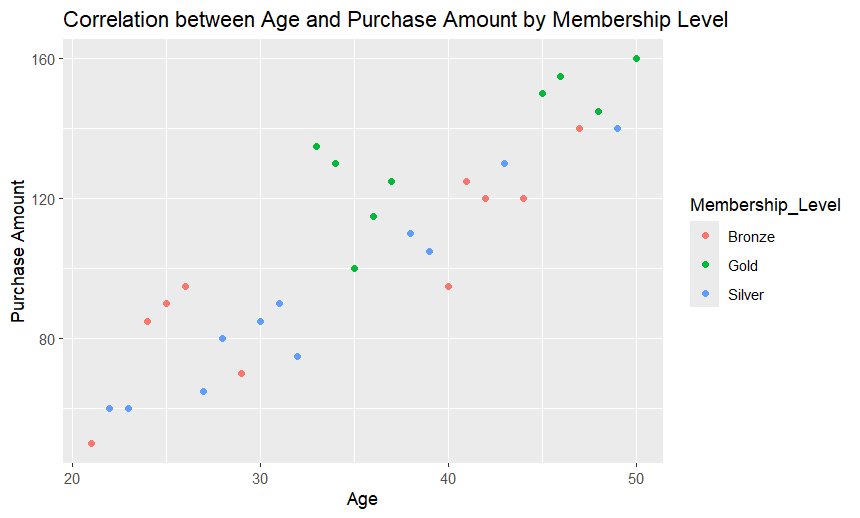 Correlation between Age and Purchase Amount by Membership Level
160
120
80
Purchase Amount
20 30 40 50
Age
Membership_Level
Bronze
Gold
Silver